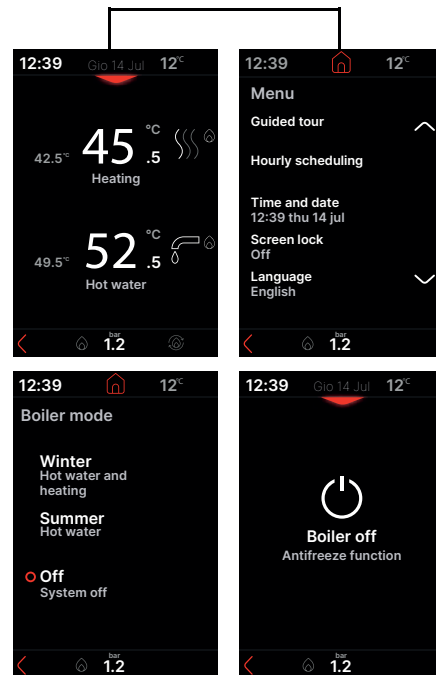 12:39 Gio 14 Jul 12°C
42.5°C 45.5 °C
Heating
49.5°C 52.5 °C
Hot water
bar
1.2
12:39 12°C
Menu
Guided tour
Hourly scheduling
Time and date
12:39 thu 14 jul
Screen lock
Off
Language
English
bar
1.2
12:39 12°C
Boiler mode
Winter
Hot water and
heating
Summer
Hot water
Off
System off
bar
1.2
12:39 Gio 14 Jul 12°C
Boiler off
Antifreeze function
bar
1.2